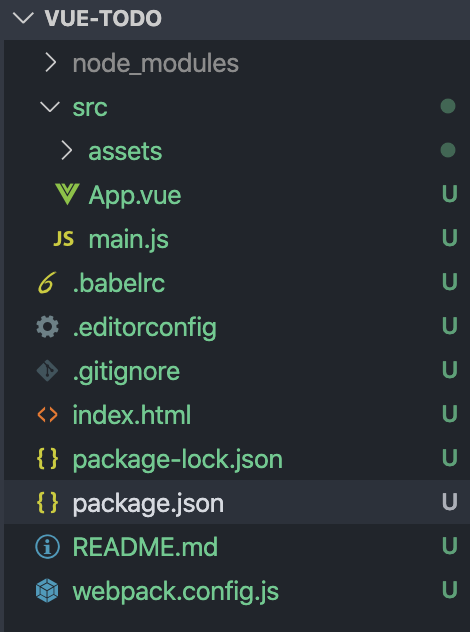 VUE-TODO
node_modules
src
assets
App.vue U
JS main.js U
.babelrc U
.editorconfig U
.gitignore U
<> index.html U
{} package-lock.json U
{} package.json U
README.md U
webpack.config.js U